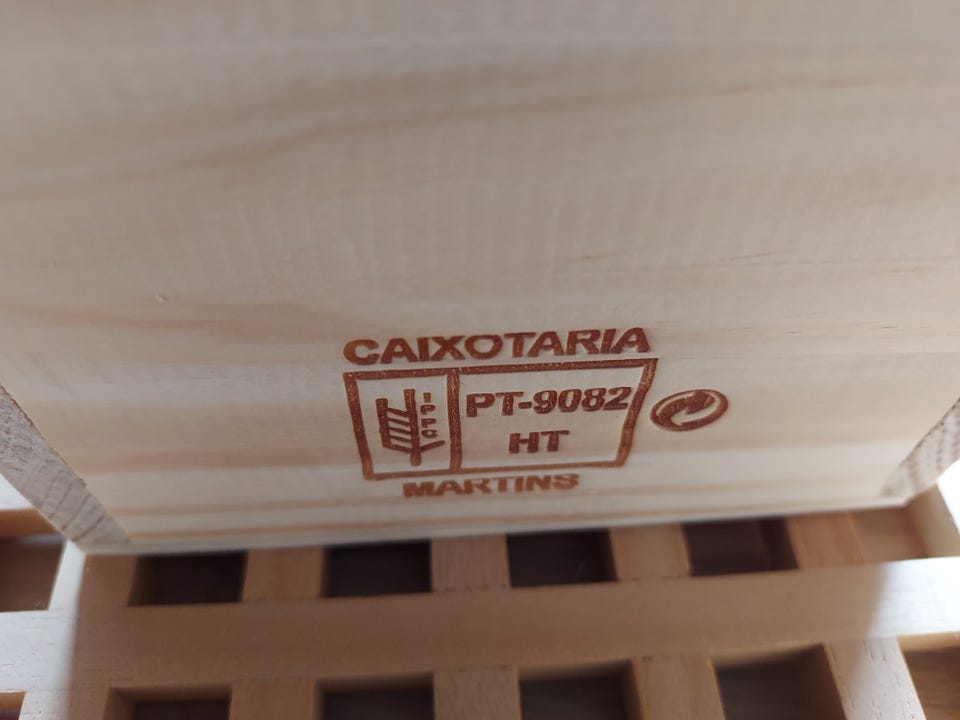 CAIXOTARIA
IPPC
PT-9082
HT
MARTINS